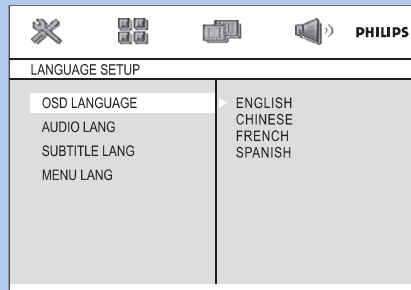 PHILIPS
LANGUAGE SETUP
OSD LANGUAGE
AUDIO LANG
SUBTITLE LANG
MENU LANG
ENGLISH
CHINESE
FRENCH
SPANISH